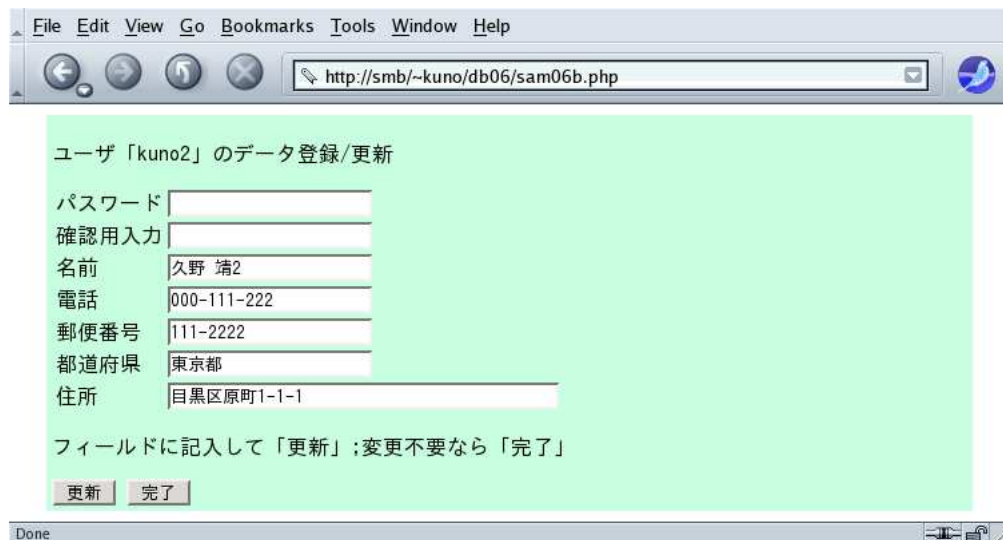 File Edit View Go Bookmarks Tools Window Help
http://smb/~kuno/db06/sam06b.php
ユーザ「kuno2」のデータ登録/更新
パスワード
確認用入力
名前 久野 靖2
電話 000-111-222
郵便番号 111-2222
都道府県 東京都
住所 目黒区原町1-1-1
フィールドに記入して「更新」;変更不要なら「完了」
更新 完了
Done